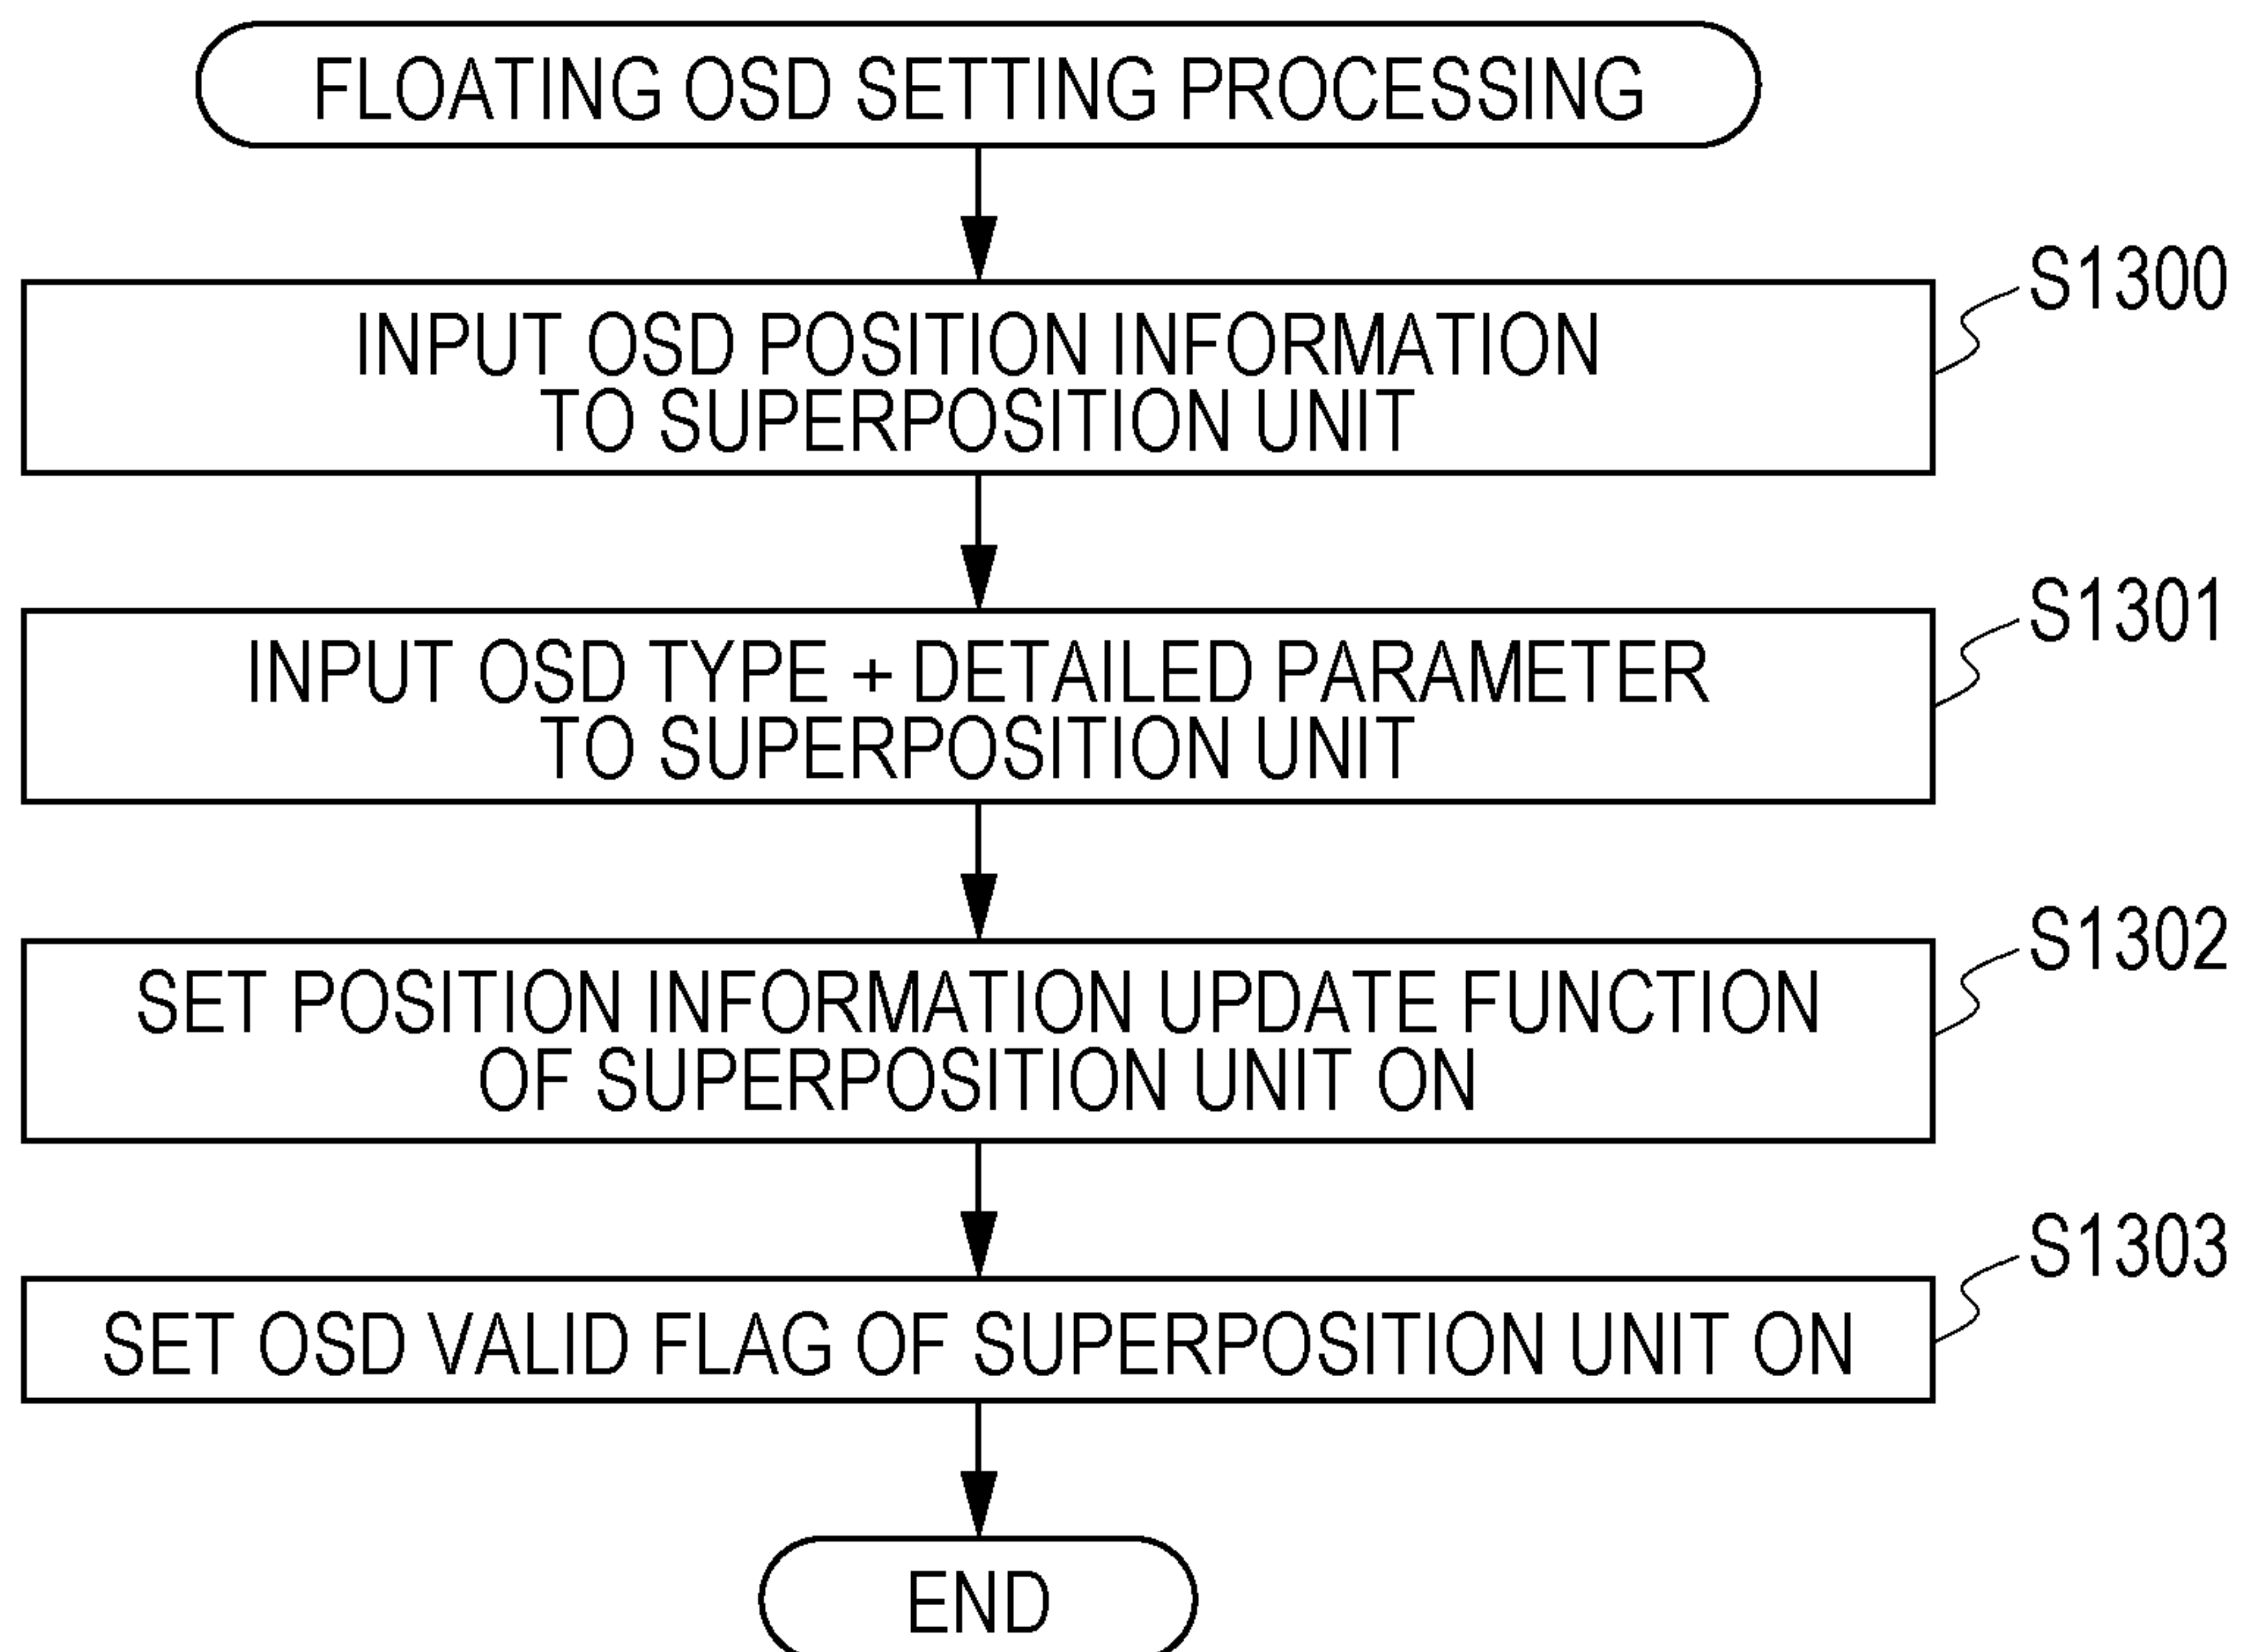 FLOATING OSD SETTING PROCESSING
S1300
INPUT OSD POSITION INFORMATION
TO SUPERPOSITION UNIT
S1301
INPUT OSD TYPE + DETAILED PARAMETER
TO SUPERPOSITION UNIT
S1302
SET POSITION INFORMATION UPDATE FUNCTION
OF SUPERPOSITION UNIT ON
S1303
SET OSD VALID FLAG OF SUPERPOSITION UNIT ON
END